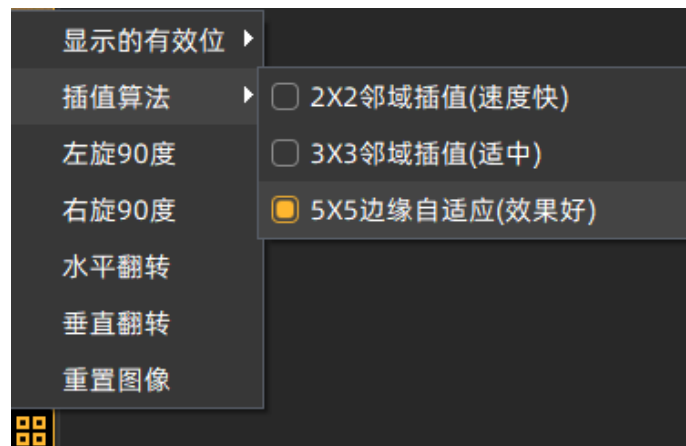 显示的有效位
插值算法
2X2邻域插值(速度快)
左旋90度
3X3邻域插值(适中)
右旋90度
5X5边缘自适应(效果好)
水平翻转
垂直翻转
重置图像